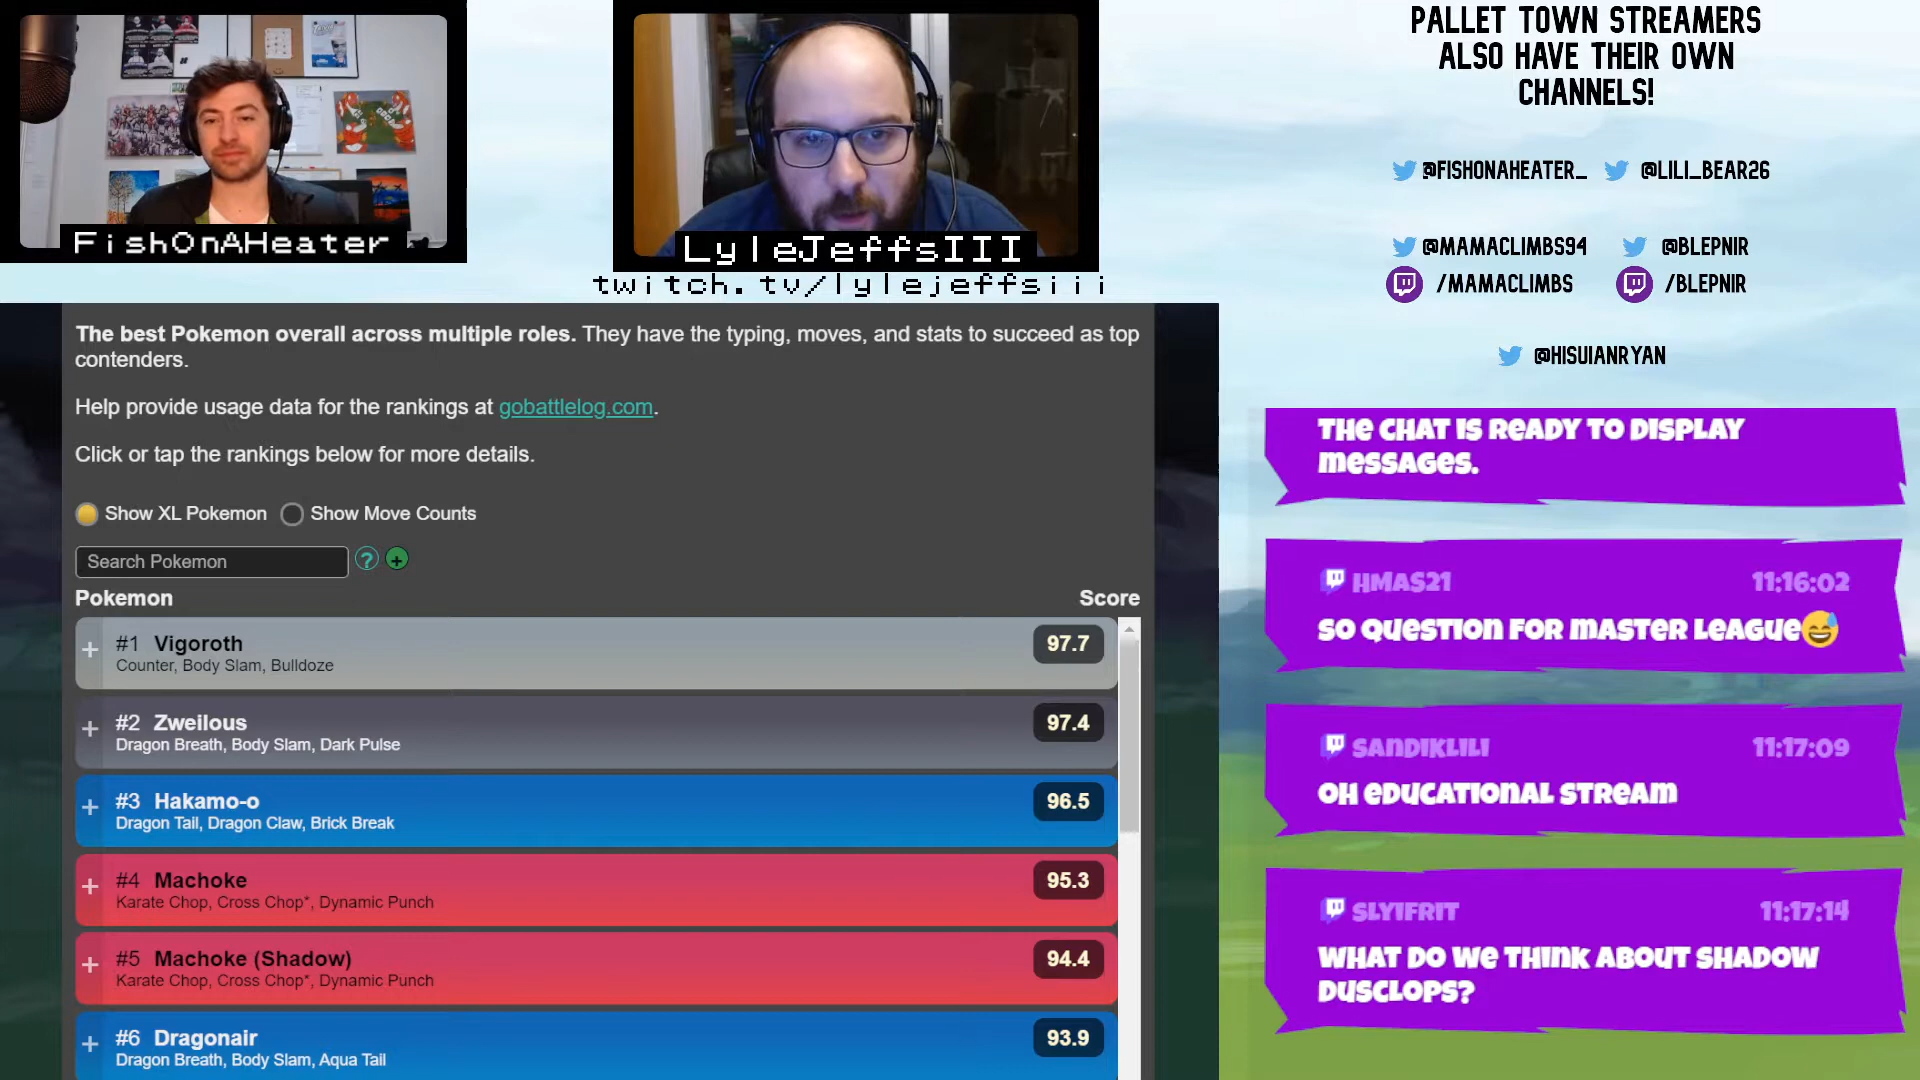 FishOnAHeater
LyleJeffsIII
twitch.tv/lylejeffsiii
PALLET TOWN STREAMERS
ALSO HAVE THEIR OWN
CHANNELS!
@FISHONAHEATER_ @LILI_BEAR26
@MAMACLIMBS94 @BLEPNIR
/MAMACLIMBS /BLEPNIR
@HISUIANRYAN
The best Pokemon overall across multiple roles. They have the typing, moves, and stats to succeed as top
contenders.
Help provide usage data for the rankings at gobattlelog.com.
Click or tap the rankings below for more details.
Show XL Pokemon Show Move Counts
Search Pokemon ? +
Pokemon Score
+ #1 Vigoroth 97.7
Counter, Body Slam, Bulldoze
+ #2 Zweilous 97.4
Dragon Breath, Body Slam, Dark Pulse
+ #3 Hakamo-o 96.5
Dragon Tail, Dragon Claw, Brick Break
+ #4 Machoke 95.3
Karate Chop, Cross Chop*, Dynamic Punch
+ #5 Machoke (Shadow) 94.4
Karate Chop, Cross Chop*, Dynamic Punch
+ #6 Dragonair 93.9
Dragon Breath, Body Slam, Aqua Tail
THE CHAT IS READY TO DISPLAY
MESSAGES.
HMAS21 11:16:02
SO QUESTION FOR MASTER LEAGUE😅
SANDIKLILI 11:17:09
OH EDUCATIONAL STREAM
SLYIFRIT 11:17:14
WHAT DO WE THINK ABOUT SHADOW
DUSCLOPS?